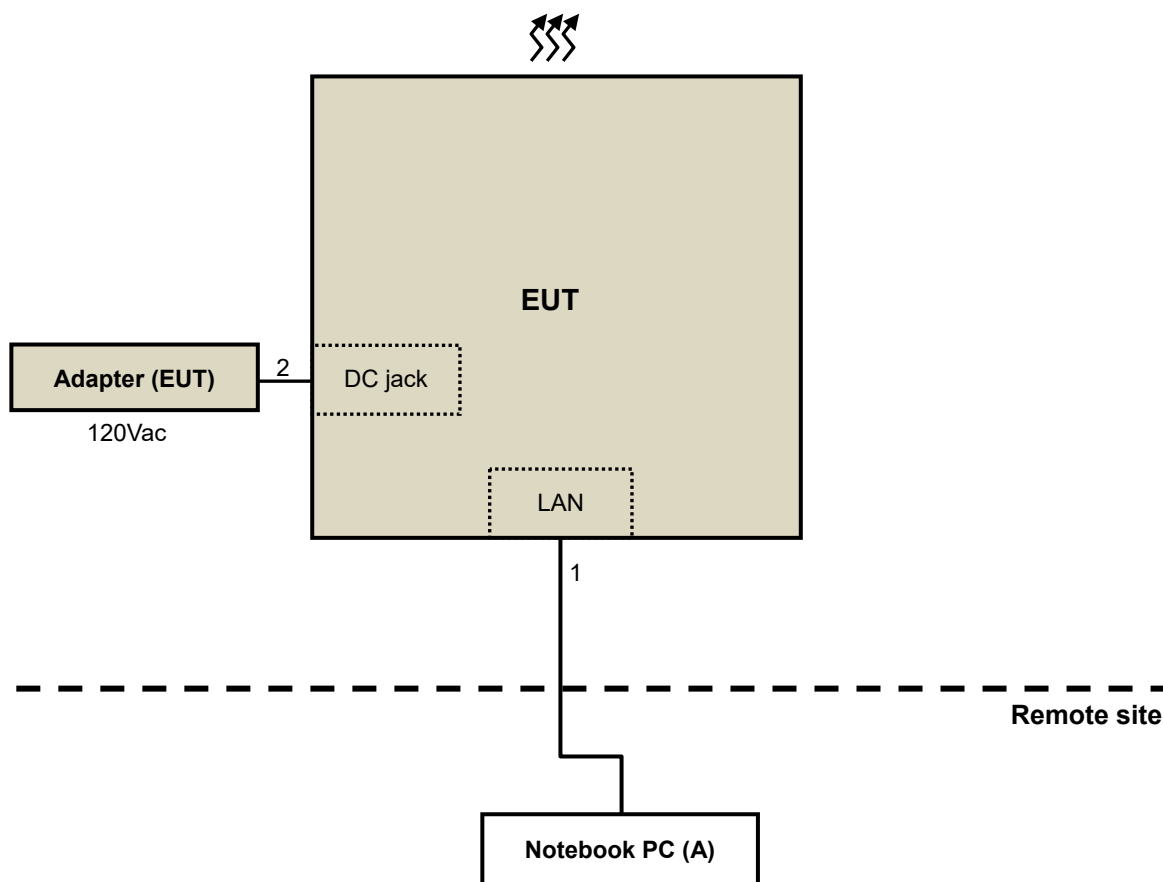 EUT
Adapter (EUT)
2
DC jack
120Vac
LAN
1
Remote site
Notebook PC (A)